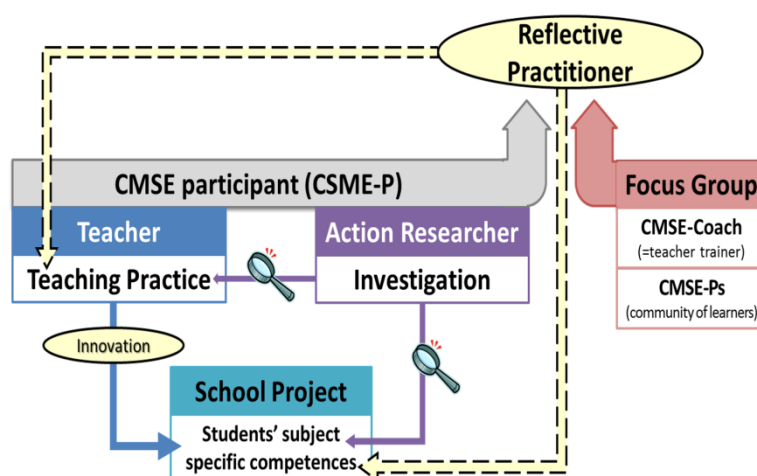 Reflective
Practitioner
CMSE participant (CSME-P)
Focus Group
CMSE-Coach
(=teacher trainer)
CMSE-Ps
(community of learners)
Teacher
Teaching Practice
Action Researcher
Investigation
Innovation
School Project
Students' subject
specific competences